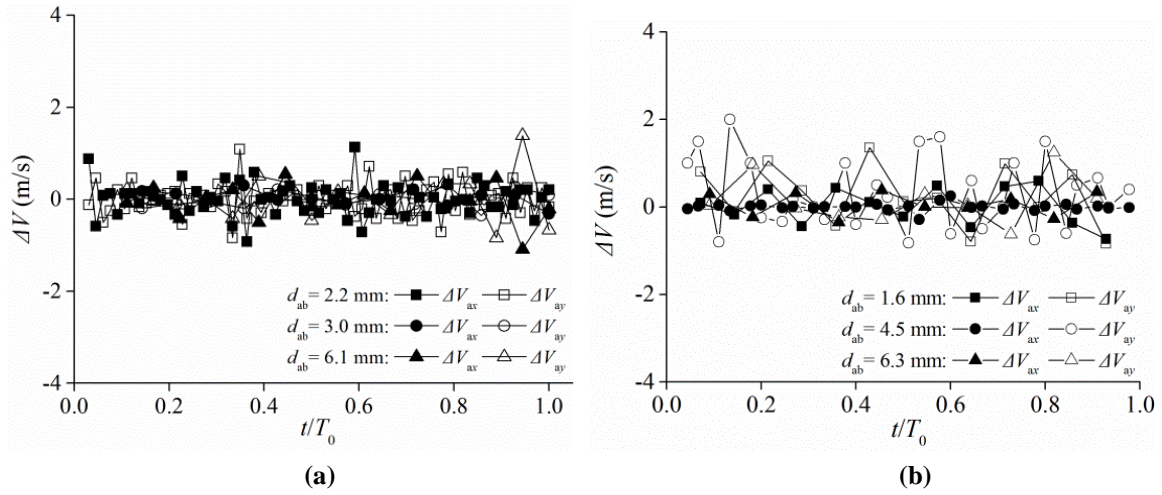 4
2
0
-2
-4
ΔV (m/s)
d_ab = 2.2 mm: ΔV_ax ΔV_ay
d_ab = 3.0 mm: ΔV_ax ΔV_ay
d_ab = 6.1 mm: ΔV_ax ΔV_ay
0.0 0.2 0.4 0.6 0.8 1.0
t/T_0
(a)
4
2
0
-2
-4
ΔV (m/s)
d_ab = 1.6 mm: ΔV_ax ΔV_ay
d_ab = 4.5 mm: ΔV_ax ΔV_ay
d_ab = 6.3 mm: ΔV_ax ΔV_ay
0.0 0.2 0.4 0.6 0.8 1.0
t/T_0
(b)